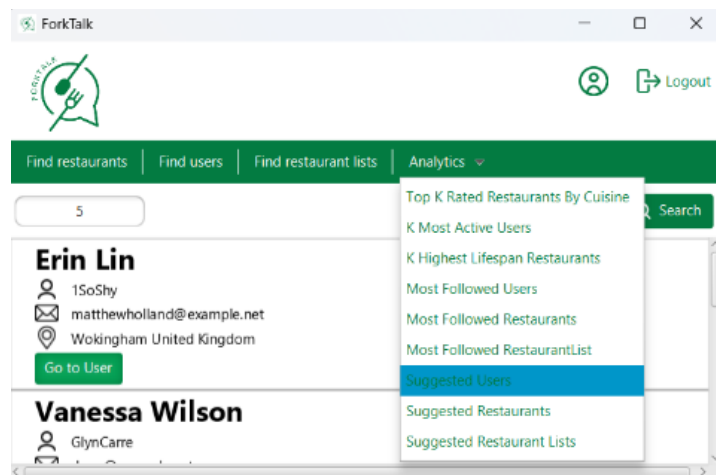 ForkTalk
FORKTALK
Logout
Find restaurants Find users Find restaurant lists Analytics
5 Search
Top K Rated Restaurants By Cuisine
K Most Active Users
K Highest Lifespan Restaurants
Most Followed Users
Most Followed Restaurants
Most Followed RestaurantList
Suggested Users
Suggested Restaurants
Suggested Restaurant Lists
Erin Lin
1SoShy
matthewholland@example.net
Wokingham United Kingdom
Go to User
Vanessa Wilson
GlynCarre